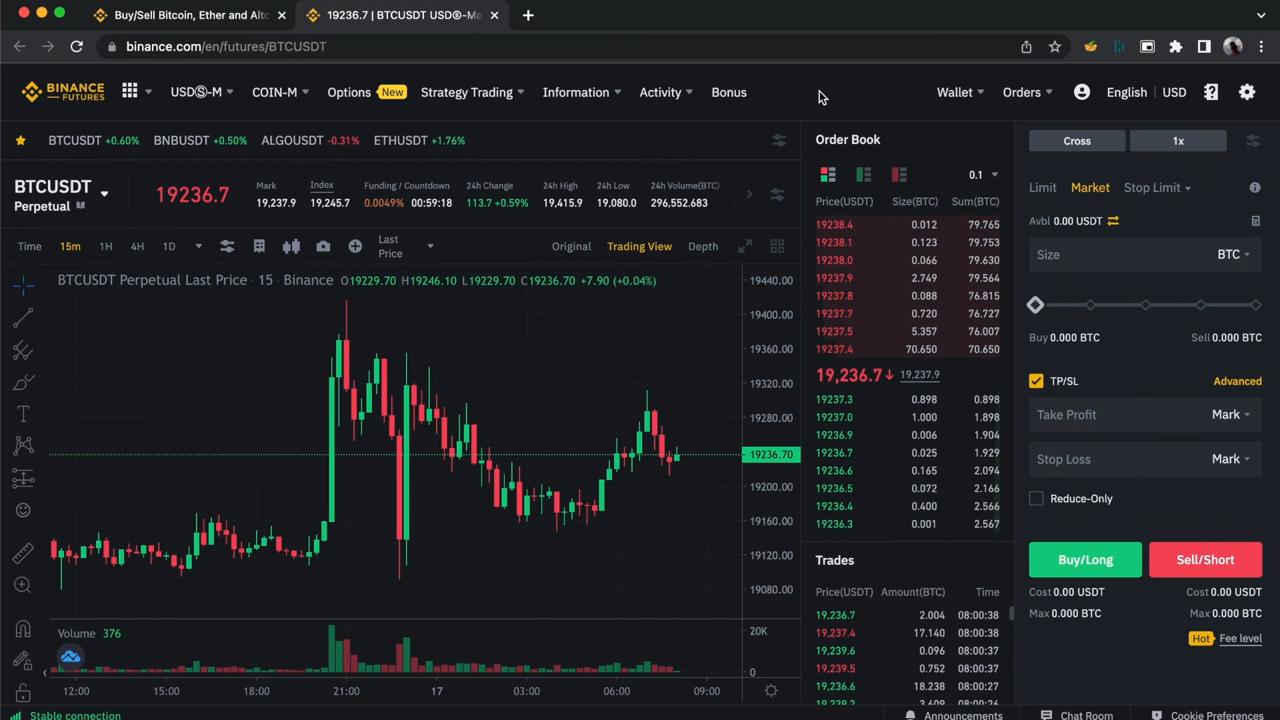 Buy/Sell Bitcoin, Ether and Altc
19236.7 | BTCUSDT USDⓈ-Ma
binance.com/en/futures/BTCUSDT
BINANCE FUTURES
USDⓈ-M
COIN-M
Options New
Strategy Trading
Information
Activity
Bonus
Wallet
Orders
English | USD
BTCUSDT +0.60% BNBUSDT +0.50% ALGOUSDT -0.31% ETHUSDT +1.76%
BTCUSDT
Perpetual
19236.7
Mark
19,237.9
Index
19,245.7
Funding / Countdown
0.0049% 00:59:18
24h Change
113.7 +0.59%
24h High
19,415.9
24h Low
19,080.0
24h Volume(BTC)
296,552.683
Time 15m 1H 4H 1D
Last Price
Original Trading View Depth
BTCUSDT Perpetual Last Price · 15 · Binance O19229.70 H19246.10 L19229.70 C19236.70 +7.90 (+0.04%)
19440.00
19400.00
19360.00
19320.00
19280.00
19236.70
19200.00
19160.00
19120.00
19080.00
Volume 376
20K
0
12:00 15:00 18:00 21:00 17 03:00 06:00 09:00
Order Book
0.1
Price(USDT) Size(BTC) Sum(BTC)
19238.4 0.012 79.765
19238.1 0.123 79.753
19238.0 0.066 79.630
19237.9 2.749 79.564
19237.8 0.088 76.815
19237.7 0.720 76.727
19237.5 5.357 76.007
19237.4 70.650 70.650
19,236.7↓ 19,237.9
19237.3 0.898 0.898
19237.0 1.000 1.898
19236.9 0.006 1.904
19236.7 0.025 1.929
19236.6 0.165 2.094
19236.5 0.072 2.166
19236.4 0.400 2.566
19236.3 0.001 2.567
Trades
Price(USDT) Amount(BTC) Time
19,236.7 2.004 08:00:38
19,237.4 17.140 08:00:38
19,239.6 0.096 08:00:37
19,239.5 0.752 08:00:37
19,236.6 18.238 08:00:27
19,239.2 3.609 08:00:26
Cross 1x
Limit Market Stop Limit
Avbl 0.00 USDT
Size BTC
Buy 0.000 BTC Sell 0.000 BTC
TP/SL Advanced
Take Profit Mark
Stop Loss Mark
Reduce-Only
Buy/Long Sell/Short
Cost 0.00 USDT Cost 0.00 USDT
Max 0.000 BTC Max 0.000 BTC
Hot Fee level
Stable connection
Announcements
Chat Room
Cookie Preferences